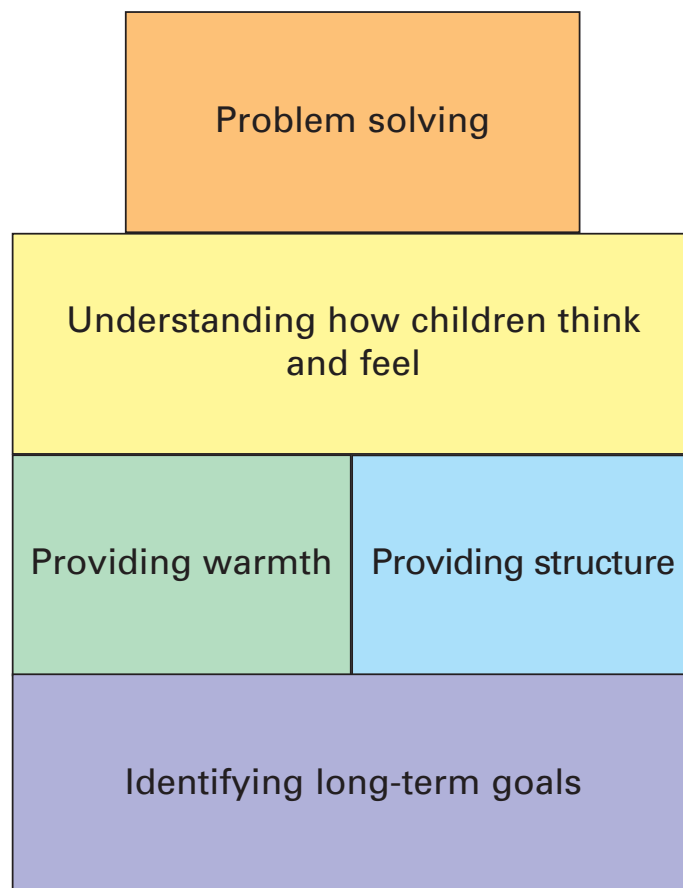 Problem solving
Understanding how children think
and feel
Providing warmth
Providing structure
Identifying long-term goals